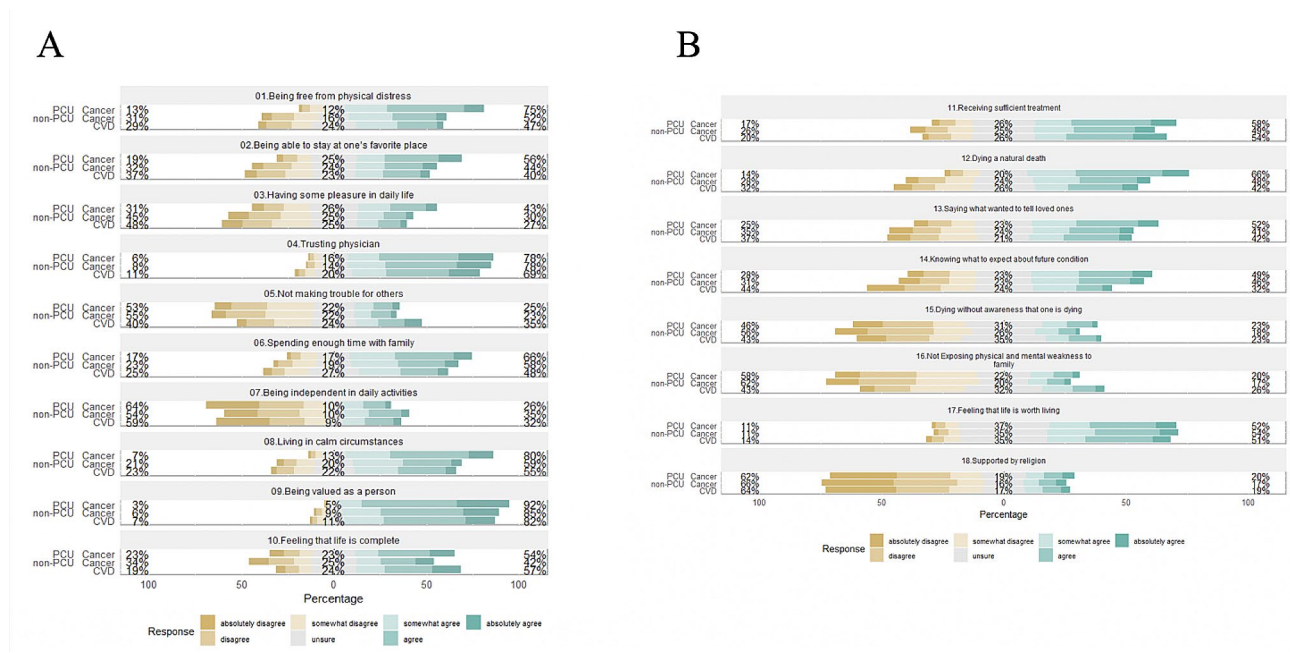 A
01.Being free from physical distress
PCU Cancer 13% 12% 75%
non-PCU Cancer 31% 16% 52%
CVD 29% 24% 47%
02.Being able to stay at one's favorite place
PCU Cancer 19% 25% 56%
non-PCU Cancer 32% 24% 44%
CVD 37% 23% 40%
03.Having some pleasure in daily life
PCU Cancer 31% 26% 43%
non-PCU Cancer 45% 25% 30%
CVD 48% 25% 27%
04.Trusting physician
PCU Cancer 6% 16% 78%
non-PCU Cancer 8% 14% 78%
CVD 11% 20% 69%
05.Not making trouble for others
PCU Cancer 53% 22% 25%
non-PCU Cancer 55% 22% 23%
CVD 40% 24% 35%
06.Spending enough time with family
PCU Cancer 17% 17% 66%
non-PCU Cancer 23% 19% 58%
CVD 25% 27% 48%
07.Being independent in daily activities
PCU Cancer 64% 10% 26%
non-PCU Cancer 54% 10% 35%
CVD 59% 9% 32%
08.Living in calm circumstances
PCU Cancer 7% 13% 80%
non-PCU Cancer 21% 20% 59%
CVD 23% 22% 55%
09.Being valued as a person
PCU Cancer 3% 5% 92%
non-PCU Cancer 6% 9% 85%
CVD 7% 11% 82%
10.Feeling that life is complete
PCU Cancer 23% 23% 54%
non-PCU Cancer 34% 25% 42%
CVD 19% 24% 57%
100 50 0 50 100
Percentage
Response
absolutely disagree somewhat disagree somewhat agree absolutely agree
disagree unsure agree
B
11.Receiving sufficient treatment
PCU Cancer 17% 26% 58%
non-PCU Cancer 26% 25% 49%
CVD 20% 26% 54%
12.Dying a natural death
PCU Cancer 14% 20% 66%
non-PCU Cancer 28% 24% 48%
CVD 32% 26% 42%
13.Saying what wanted to tell loved ones
PCU Cancer 25% 23% 52%
non-PCU Cancer 35% 24% 41%
CVD 37% 21% 42%
14.Knowing what to expect about future condition
PCU Cancer 28% 23% 49%
non-PCU Cancer 31% 23% 46%
CVD 44% 24% 32%
15.Dying without awareness that one is dying
PCU Cancer 46% 31% 23%
non-PCU Cancer 56% 26% 18%
CVD 43% 35% 23%
16.Not Exposing physical and mental weakness to
family
PCU Cancer 58% 22% 20%
non-PCU Cancer 62% 20% 17%
CVD 43% 32% 26%
17.Feeling that life is worth living
PCU Cancer 11% 37% 52%
non-PCU Cancer 11% 35% 54%
CVD 14% 35% 51%
18.Supported by religion
PCU Cancer 62% 19% 20%
non-PCU Cancer 66% 16% 17%
CVD 64% 17% 19%
100 50 0 50 100
Percentage
Response
absolutely disagree somewhat disagree somewhat agree absolutely agree
disagree unsure agree